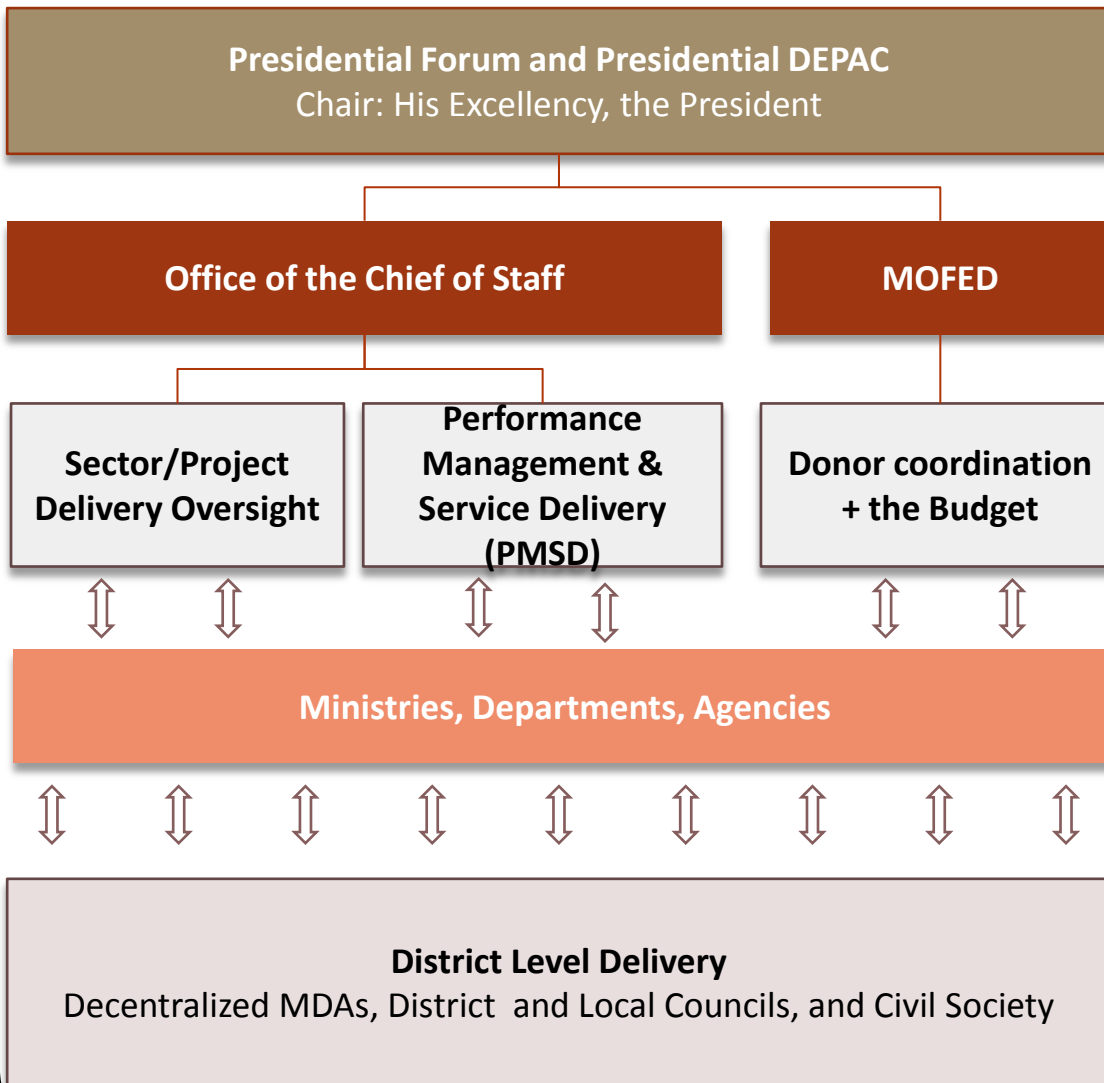 Presidential Forum and Presidential DEPAC
Chair: His Excellency, the President
Office of the Chief of Staff
MOFED
Sector/Project
Delivery Oversight
Performance
Management &
Service Delivery
(PMSD)
Donor coordination
+ the Budget
Ministries, Departments, Agencies
District Level Delivery
Decentralized MDAs, District  and Local Councils, and Civil Society